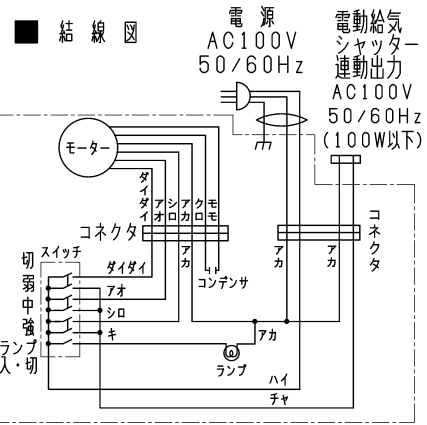 ■ 結線図
電源
AC100V
50/60Hz
電動給気
シャッター
連動出力
AC100V
50/60Hz
(100W以下)
モーター
ダイダイ
アオ
シロ
アカ
クロ
モモ
コネクタ
アカ
コンデンサ
アカ
アカ
コネクタ
スイッチ
切
弱
中
強
ランプ
入・切
ダイダイ
アオ
シロ
キ
アカ
ランプ
ハイ
チャ